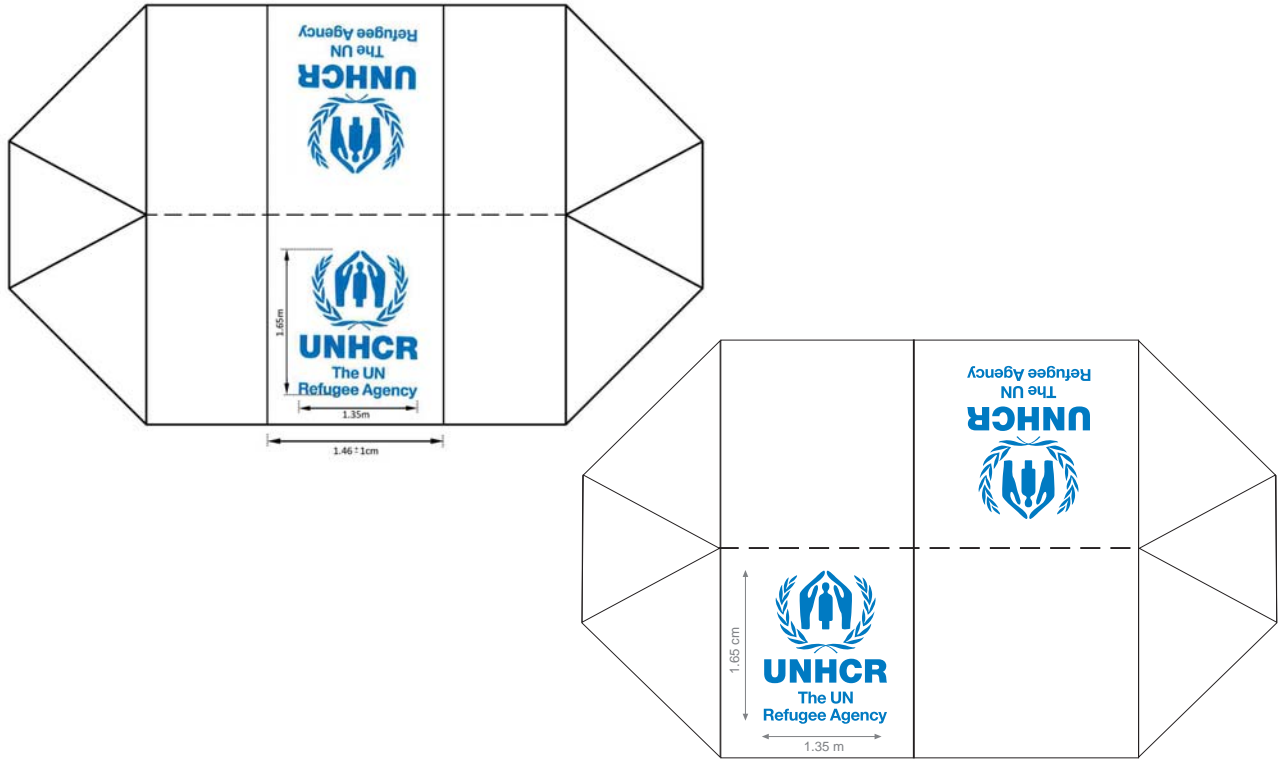 Refugee Agency
The UN
UNHCR
1.65m
UNHCR
The UN
Refugee Agency
1.35m
1.46±1cm
Refugee Agency
The UN
UNHCR
1.65 cm
UNHCR
The UN
Refugee Agency
1.35 m